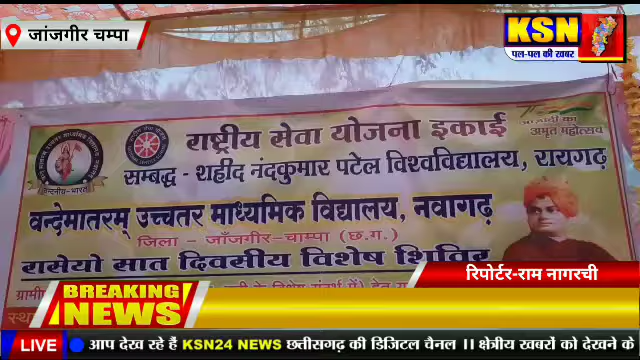 जांजगीर चम्पा
KSN
पल-पल की खबर
आज़ादी का
अमृत महोत्सव
राष्ट्रीय सेवा योजना इकाई
सम्बद्ध - शहीद नंदकुमार पटेल विश्वविद्यालय, रायगढ़
वन्देमातरम् उच्चतर माध्यमिक विद्यालय, नवागढ़
जिला - जाँजगीर-चाम्पा (छ.ग.)
रासेयो सात दिवसीय विशेष शिविर
रिपोर्टर-राम नागरची
BREAKING
NEWS
LIVE आप देख रहे हैं KSN24 NEWS छत्तीसगढ़ की डिजिटल चैनल II क्षेत्रीय खबरों को देखने के